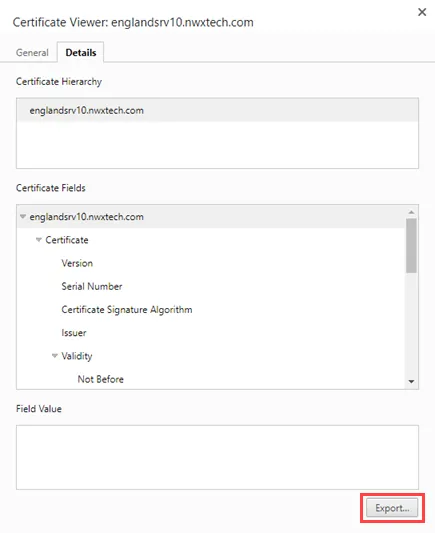 Certificate Viewer: englandsrv10.nwxtech.com
General
Details
Certificate Hierarchy
englandsrv10.nwxtech.com
Certificate Fields
englandsrv10.nwxtech.com
Certificate
Version
Serial Number
Certificate Signature Algorithm
Issuer
Validity
Not Before
Field Value
Export...